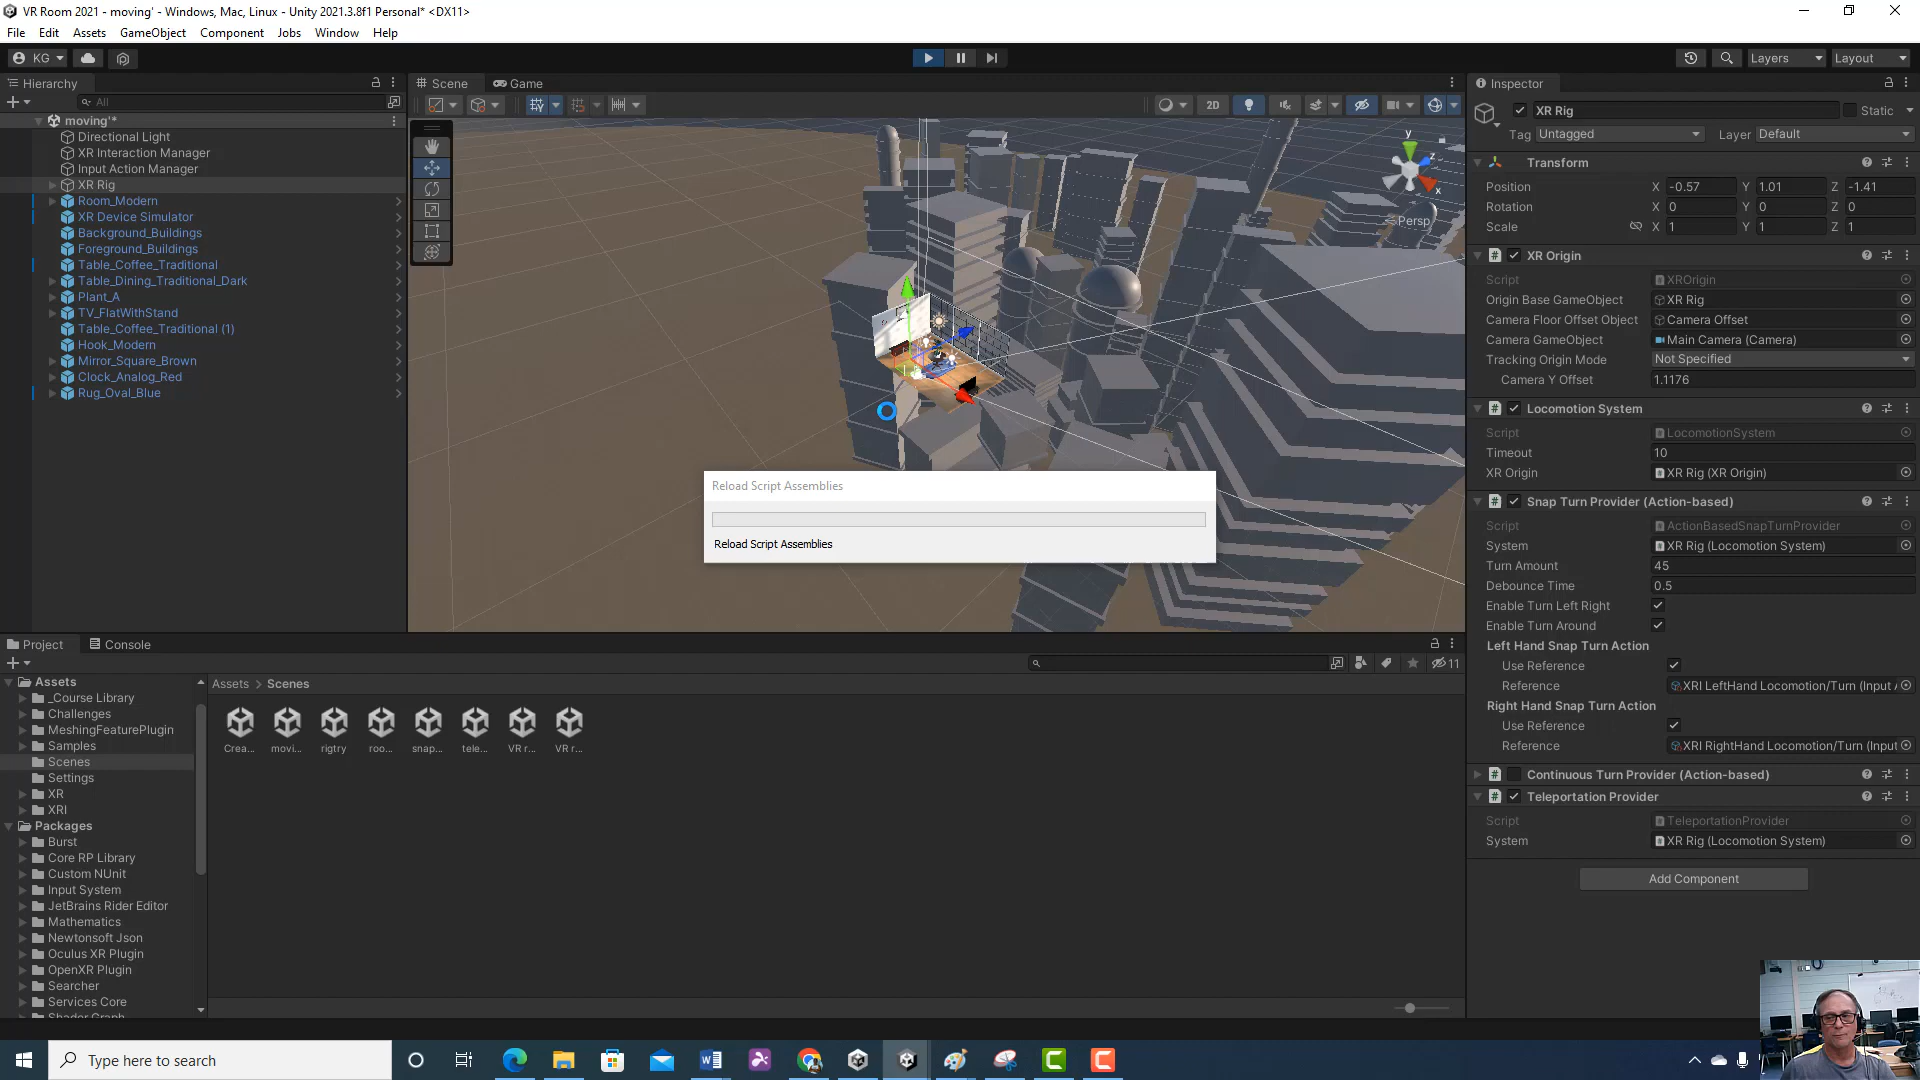 VR Room 2021 - moving' - Windows, Mac, Linux - Unity 2021.3.8f1 Personal* <DX11>
File Edit Assets GameObject Component Jobs Window Help
KG Layers Layout
Hierarchy
All
moving'*
Directional Light
XR Interaction Manager
Input Action Manager
XR Rig
Room_Modern
XR Device Simulator
Background_Buildings
Foreground_Buildings
Table_Coffee_Traditional
Table_Dining_Traditional_Dark
Plant_A
TV_FlatWithStand
Table_Coffee_Traditional (1)
Hook_Modern
Mirror_Square_Brown
Clock_Analog_Red
Rug_Oval_Blue
Scene Game
2D
y
z
x
Persp
Reload Script Assemblies
Reload Script Assemblies
Inspector
XR Rig Static
Tag Untagged Layer Default
Transform
Position X -0.57 Y 1.01 Z -1.41
Rotation X 0 Y 0 Z 0
Scale X 1 Y 1 Z 1
XR Origin
Script XROrigin
Origin Base GameObject XR Rig
Camera Floor Offset Object Camera Offset
Camera GameObject Main Camera (Camera)
Tracking Origin Mode Not Specified
Camera Y Offset 1.1176
Locomotion System
Script LocomotionSystem
Timeout 10
XR Origin XR Rig (XR Origin)
Snap Turn Provider (Action-based)
Script ActionBasedSnapTurnProvider
System XR Rig (Locomotion System)
Turn Amount 45
Debounce Time 0.5
Enable Turn Left Right
Enable Turn Around
Left Hand Snap Turn Action
Use Reference
Reference XRI LeftHand Locomotion/Turn (Input A
Right Hand Snap Turn Action
Use Reference
Reference XRI RightHand Locomotion/Turn (Input
Continuous Turn Provider (Action-based)
Teleportation Provider
Script TeleportationProvider
System XR Rig (Locomotion System)
Add Component
Project Console
11
Assets
_Course Library
Challenges
MeshingFeaturePlugin
Samples
Scenes
Settings
XR
XRI
Packages
Burst
Core RP Library
Custom NUnit
Input System
JetBrains Rider Editor
Mathematics
Newtonsoft Json
Oculus XR Plugin
OpenXR Plugin
Searcher
Services Core
Shader Graph
Assets > Scenes
Crea... movi... rigtry roo... snap... tele... VR r... VR r...
Type here to search